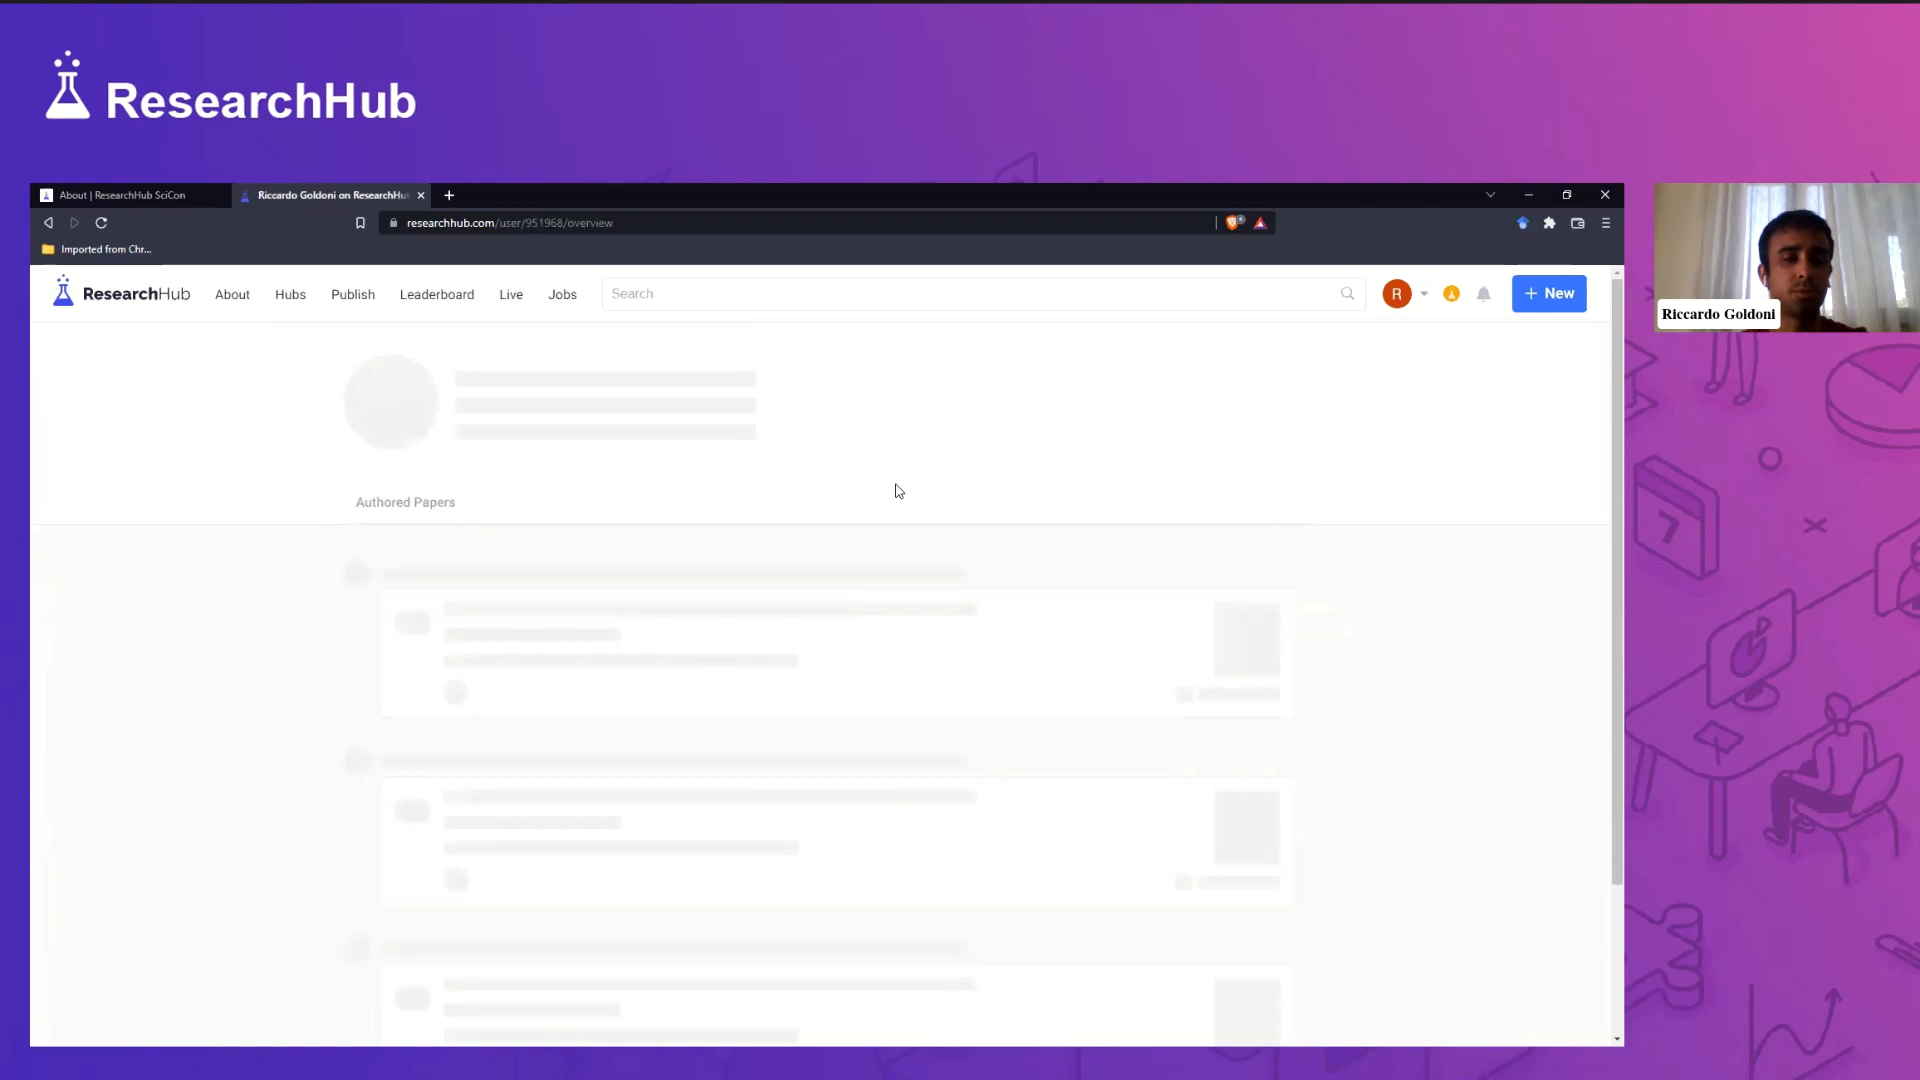 ResearchHub
About | ResearchHub SciCon
Riccardo Goldoni on ResearchHu
researchhub.com/user/951968/overview
Imported from Chr...
ResearchHub
About
Hubs
Publish
Leaderboard
Live
Jobs
Search
R
+ New
Riccardo Goldoni
Authored Papers
7